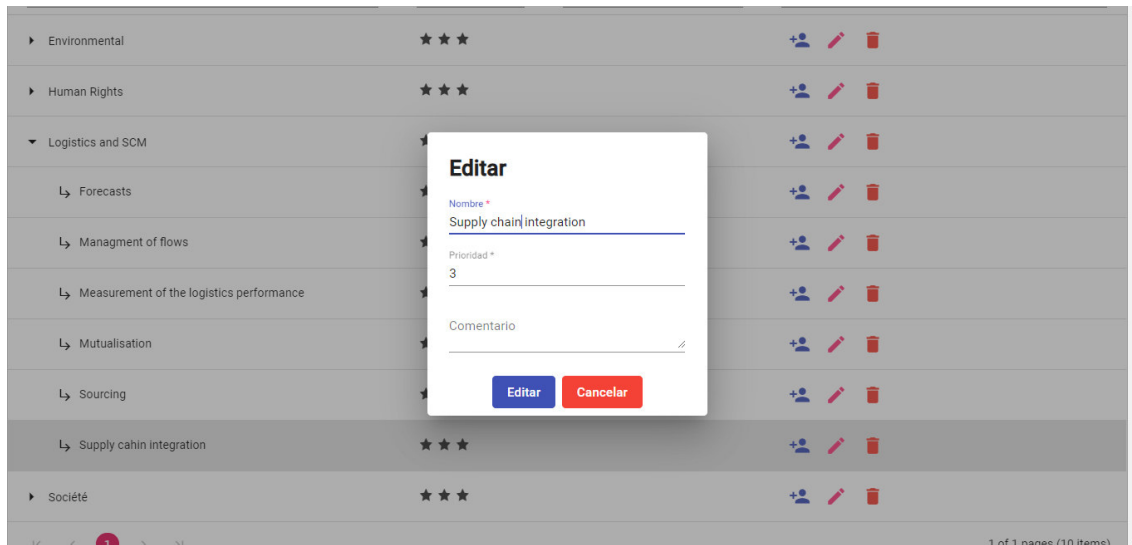 Environmental
Human Rights
Logistics and SCM
Editar
Nombre *
Forecasts
Supply chain integration
Managment of flows
Prioridad *
3
Measurement of the logistics performance
Comentario
Mutualisation
Sourcing
Editar Cancelar
Supply cahin integration
Société
1
1 of 1 pages (10 items)